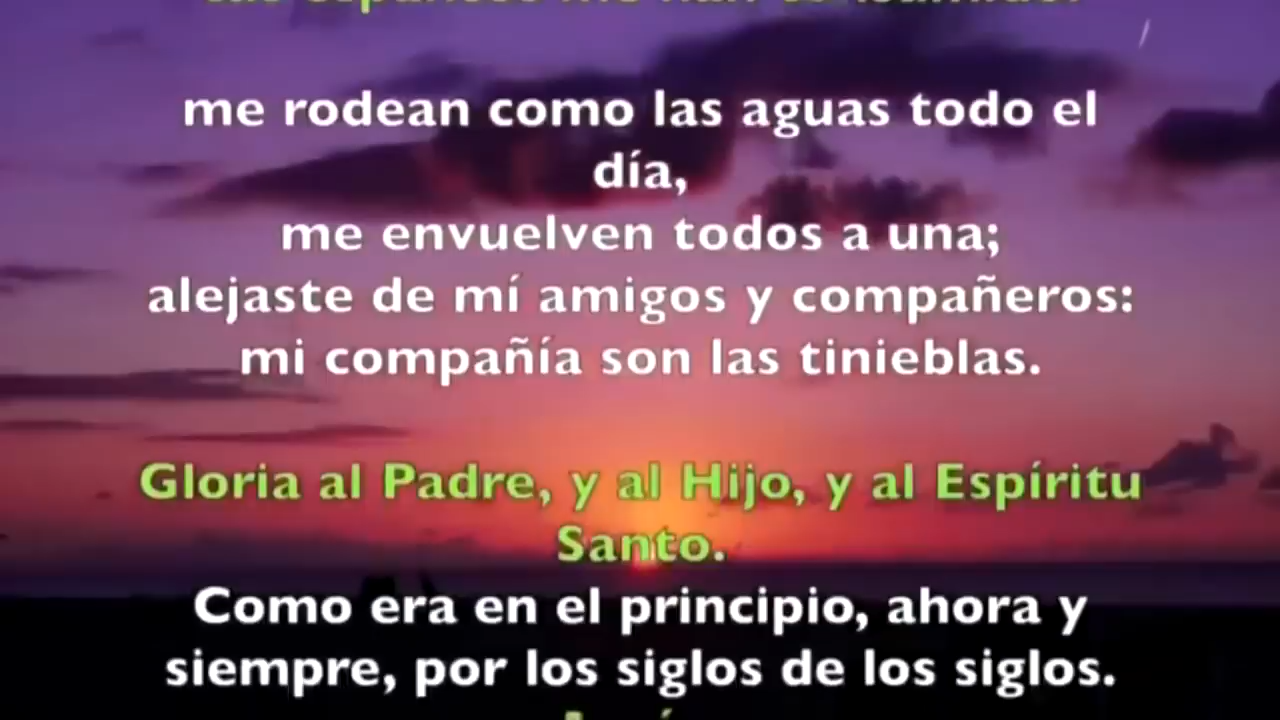 me rodean como las aguas todo el
día,
me envuelven todos a una;
alejaste de mí amigos y compañeros:
mi compañía son las tinieblas.
Gloria al Padre, y al Hijo, y al Espíritu
Santo.
Como era en el principio, ahora y
siempre, por los siglos de los siglos.